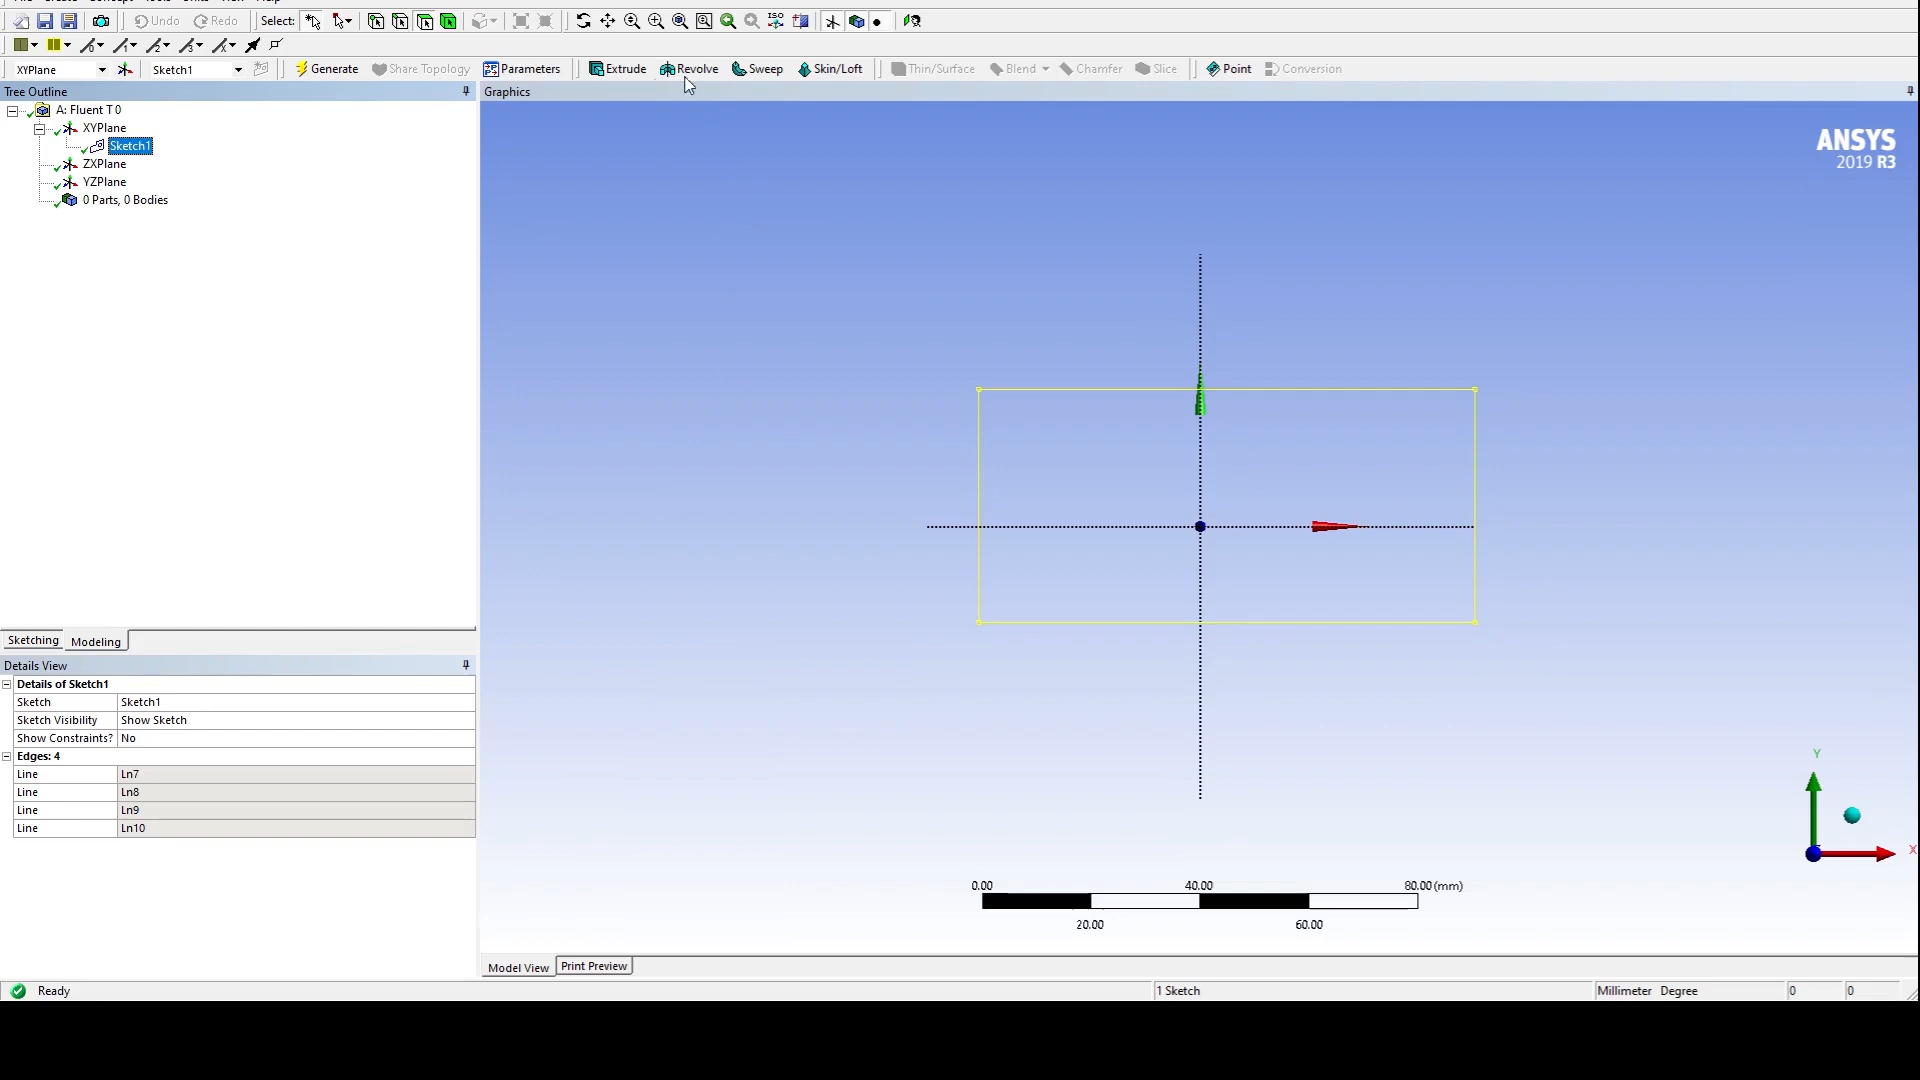 Undo Redo Select: ISO
XYPlane Sketch1 Generate Share Topology Parameters Extrude Revolve Sweep Skin/Loft Thin/Surface Blend Chamfer Slice Point Conversion
Tree Outline
A: Fluent T0
XYPlane
Sketch1
ZXPlane
YZPlane
0 Parts, 0 Bodies
Sketching Modeling
Details View
Details of Sketch1
Sketch Sketch1
Sketch Visibility Show Sketch
Show Constraints? No
Edges: 4
Line Ln7
Line Ln8
Line Ln9
Line Ln10
Graphics
ANSYS
2019 R3
Y
X
0.00 40.00 80.00 (mm)
20.00 60.00
Model View Print Preview
Ready 1 Sketch Millimeter Degree 0 0